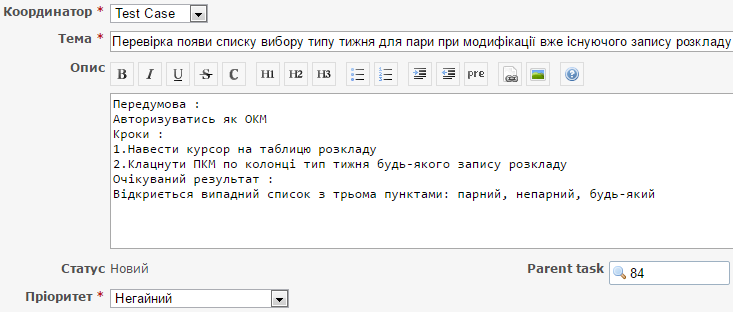 Координатор * Test Case
Тема * Перевірка появи списку вибору типу тижня для пари при модифікації вже існуючого запису розкладу
Опис B I U S C H1 H2 H3 pre
Передумова :
Авторизуватись як ОКМ
Кроки :
1.Навести курсор на таблицю розкладу
2.Клацнути ПКМ по колонці тип тижня будь-якого запису розкладу
Очікуваний результат :
Відкриється випадний список з трьома пунктами: парний, непарний, будь-який
Статус Новий Parent task 84
Пріоритет * Негайний